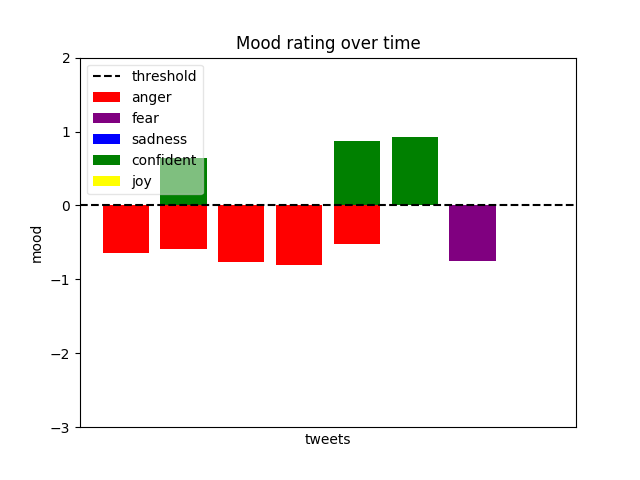 Mood rating over time
2
1
0
−1
−2
−3
mood
threshold
anger
fear
sadness
confident
joy
tweets